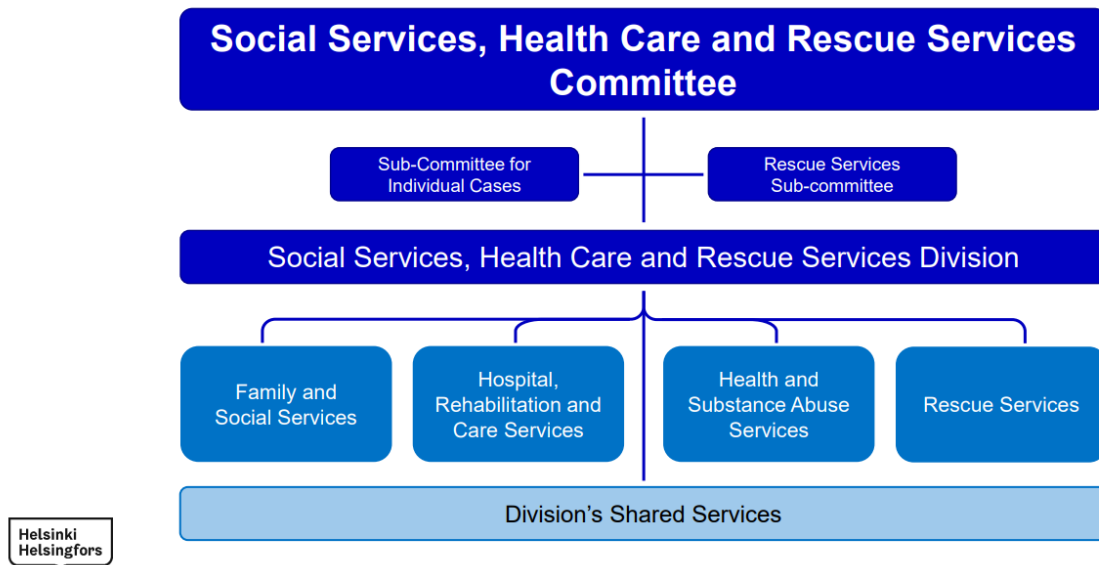 Social Services, Health Care and Rescue Services
Committee
Sub-Committee for
Individual Cases
Rescue Services
Sub-committee
Social Services, Health Care and Rescue Services Division
Family and
Social Services
Hospital,
Rehabilitation and
Care Services
Health and
Substance Abuse
Services
Rescue Services
Division's Shared Services
Helsinki
Helsingfors